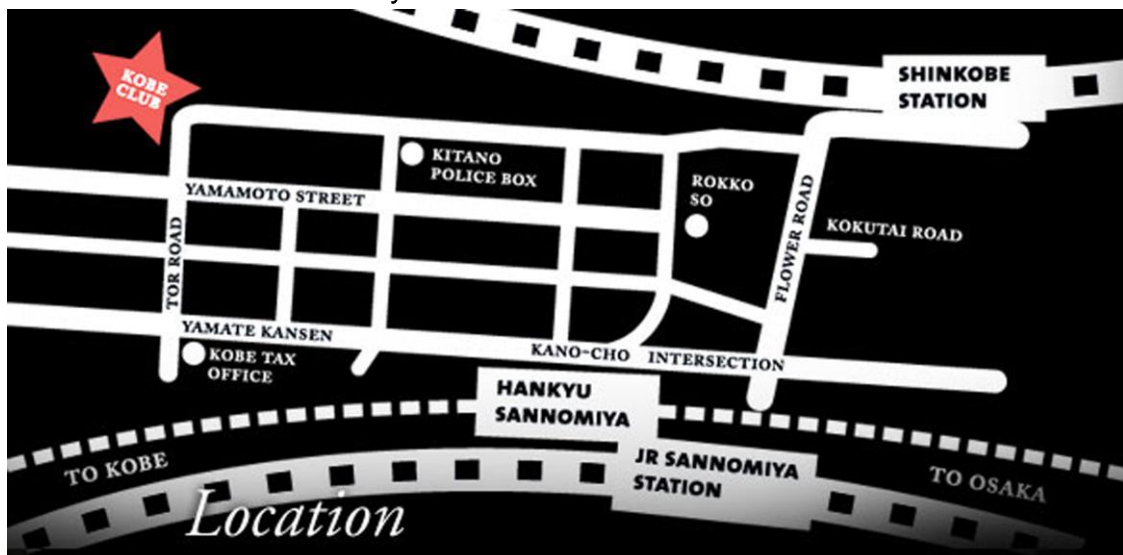 KOBE
CLUB
SHINKOBE
STATION
KITANO
POLICE BOX
ROKKO
SO
YAMAMOTO STREET
TOR ROAD
FLOWER ROAD
KOKUTAI ROAD
YAMATE KANSEN
KOBE TAX
OFFICE
KANO-CHO INTERSECTION
HANKYU
SANNOMIYA
JR SANNOMIYA
STATION
TO KOBE
TO OSAKA
Location